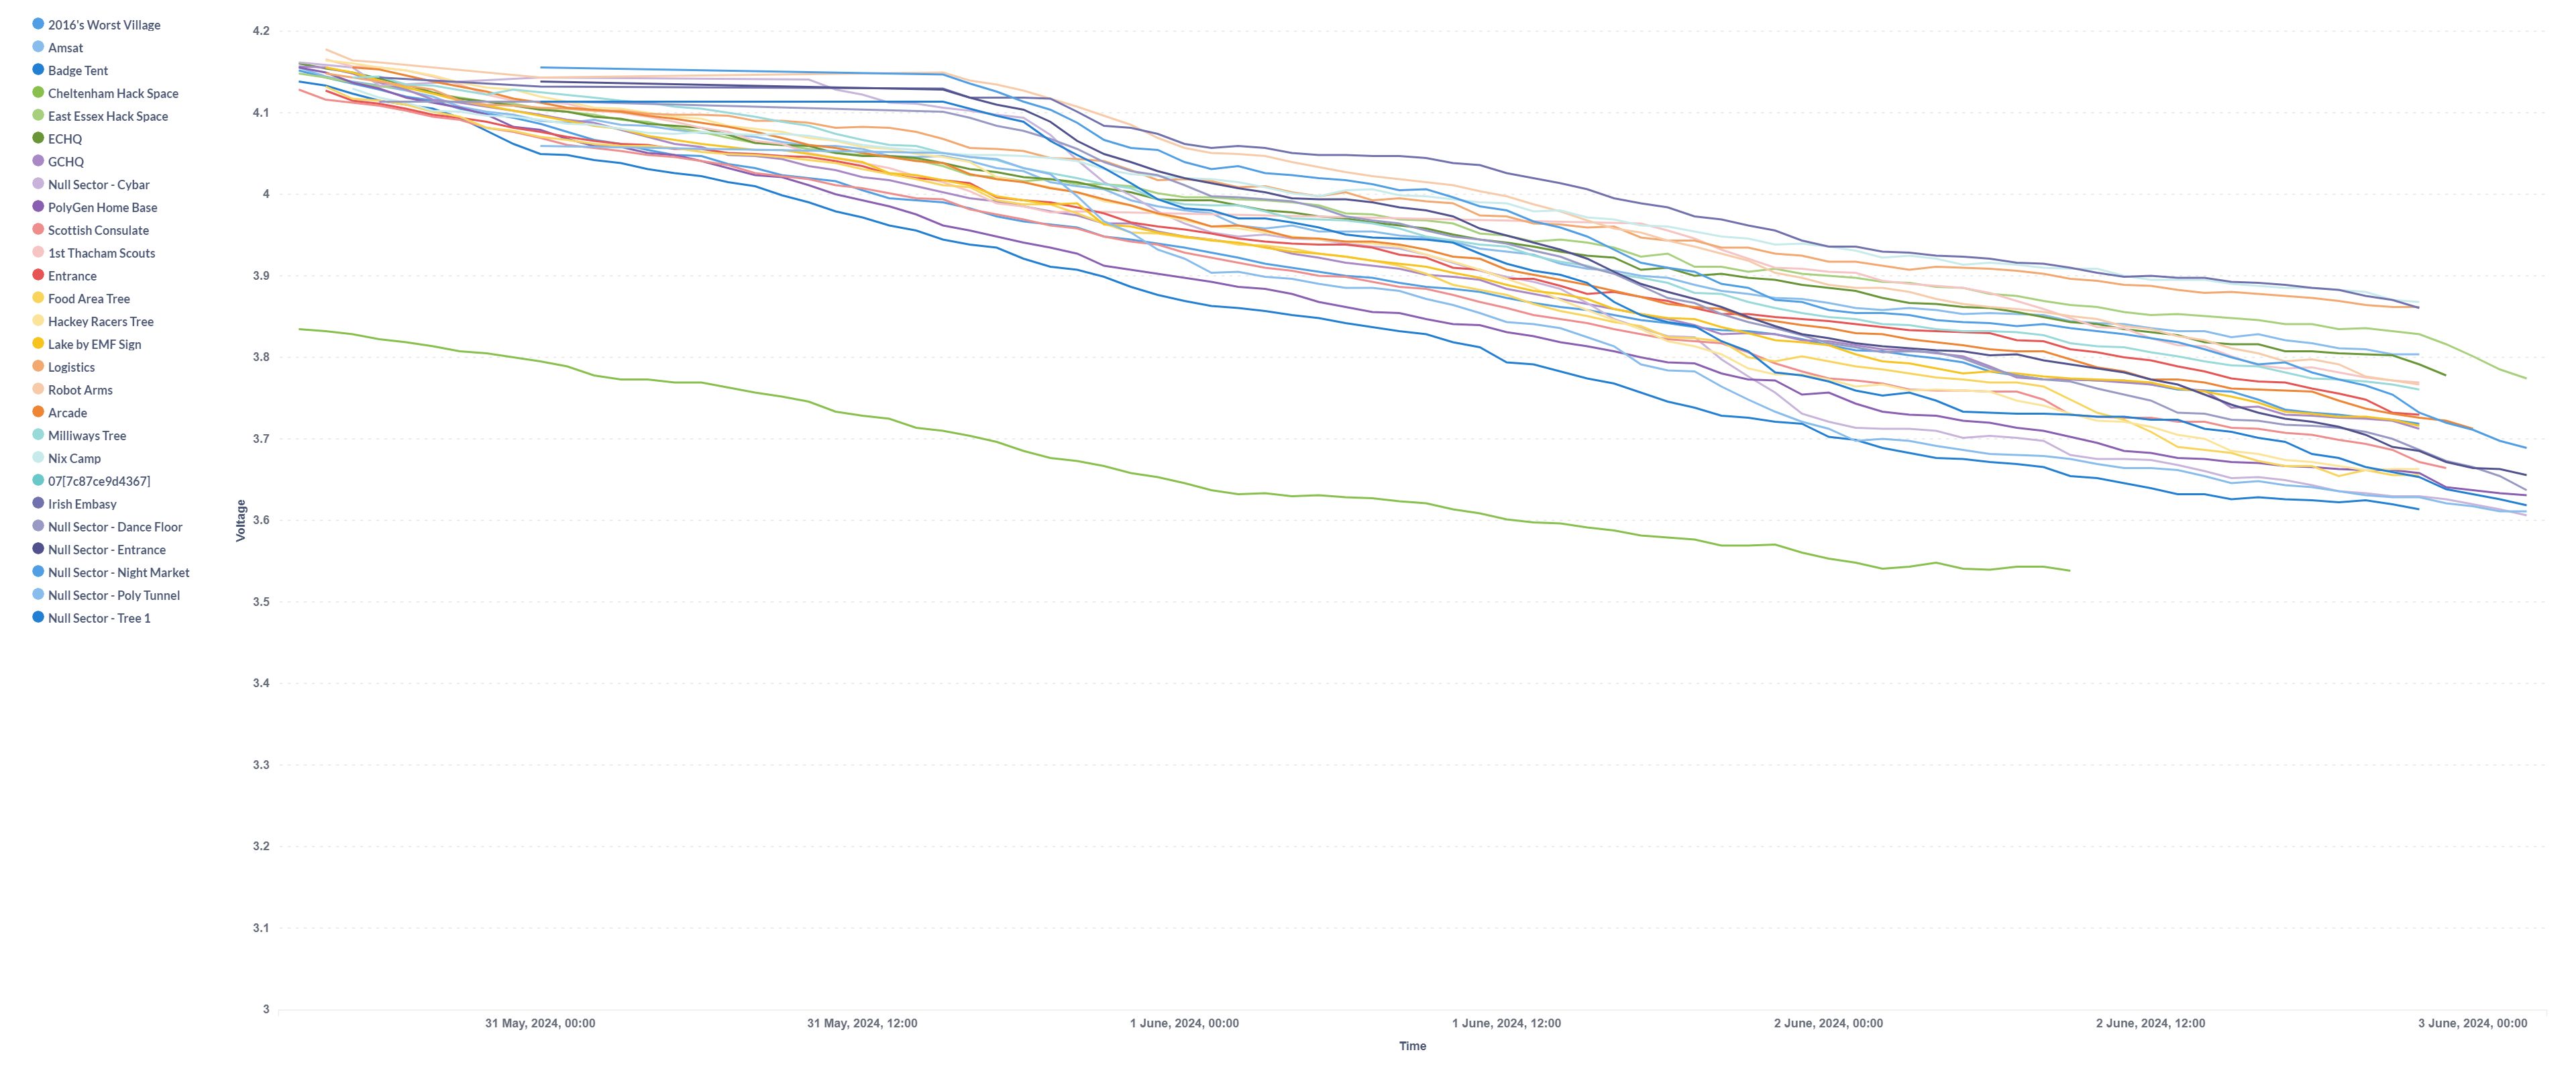 2016's Worst Village
Amsat
Badge Tent
Cheltenham Hack Space
East Essex Hack Space
ECHQ
GCHQ
Null Sector - Cybar
PolyGen Home Base
Scottish Consulate
1st Thacham Scouts
Entrance
Food Area Tree
Hackey Racers Tree
Lake by EMF Sign
Logistics
Robot Arms
Arcade
Milliways Tree
Nix Camp
07[7c87ce9d4367]
Irish Embasy
Null Sector - Dance Floor
Null Sector - Entrance
Null Sector - Night Market
Null Sector - Poly Tunnel
Null Sector - Tree 1
Voltage
4.2
4.1
4
3.9
3.8
3.7
3.6
3.5
3.4
3.3
3.2
3.1
3
31 May, 2024, 00:00
31 May, 2024, 12:00
1 June, 2024, 00:00
1 June, 2024, 12:00
2 June, 2024, 00:00
2 June, 2024, 12:00
3 June, 2024, 00:00
Time